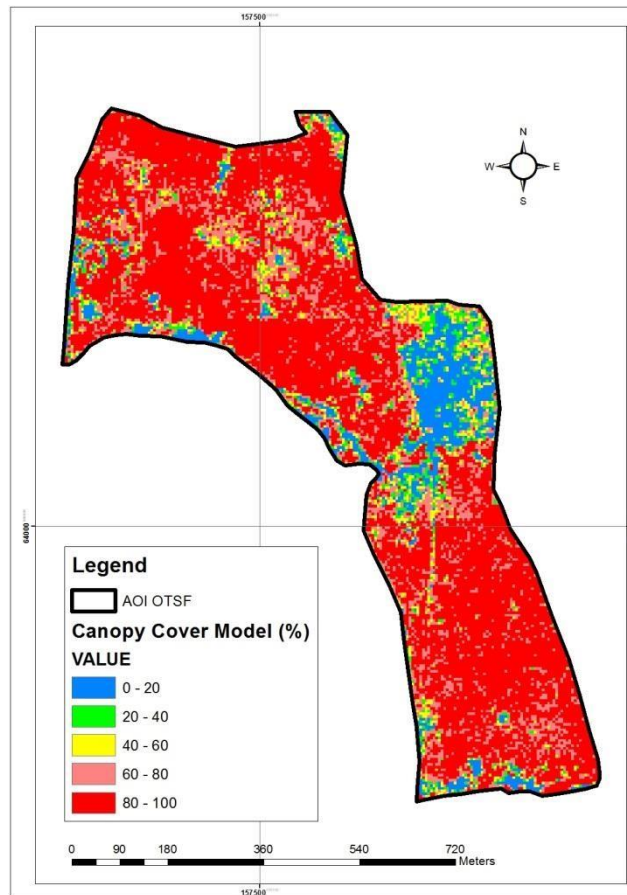 157500
N
W E
S
64000
Legend
AOI OTSF
Canopy Cover Model (%)
VALUE
0 - 20
20 - 40
40 - 60
60 - 80
80 - 100
0 90 180 360 540 720
Meters
157500